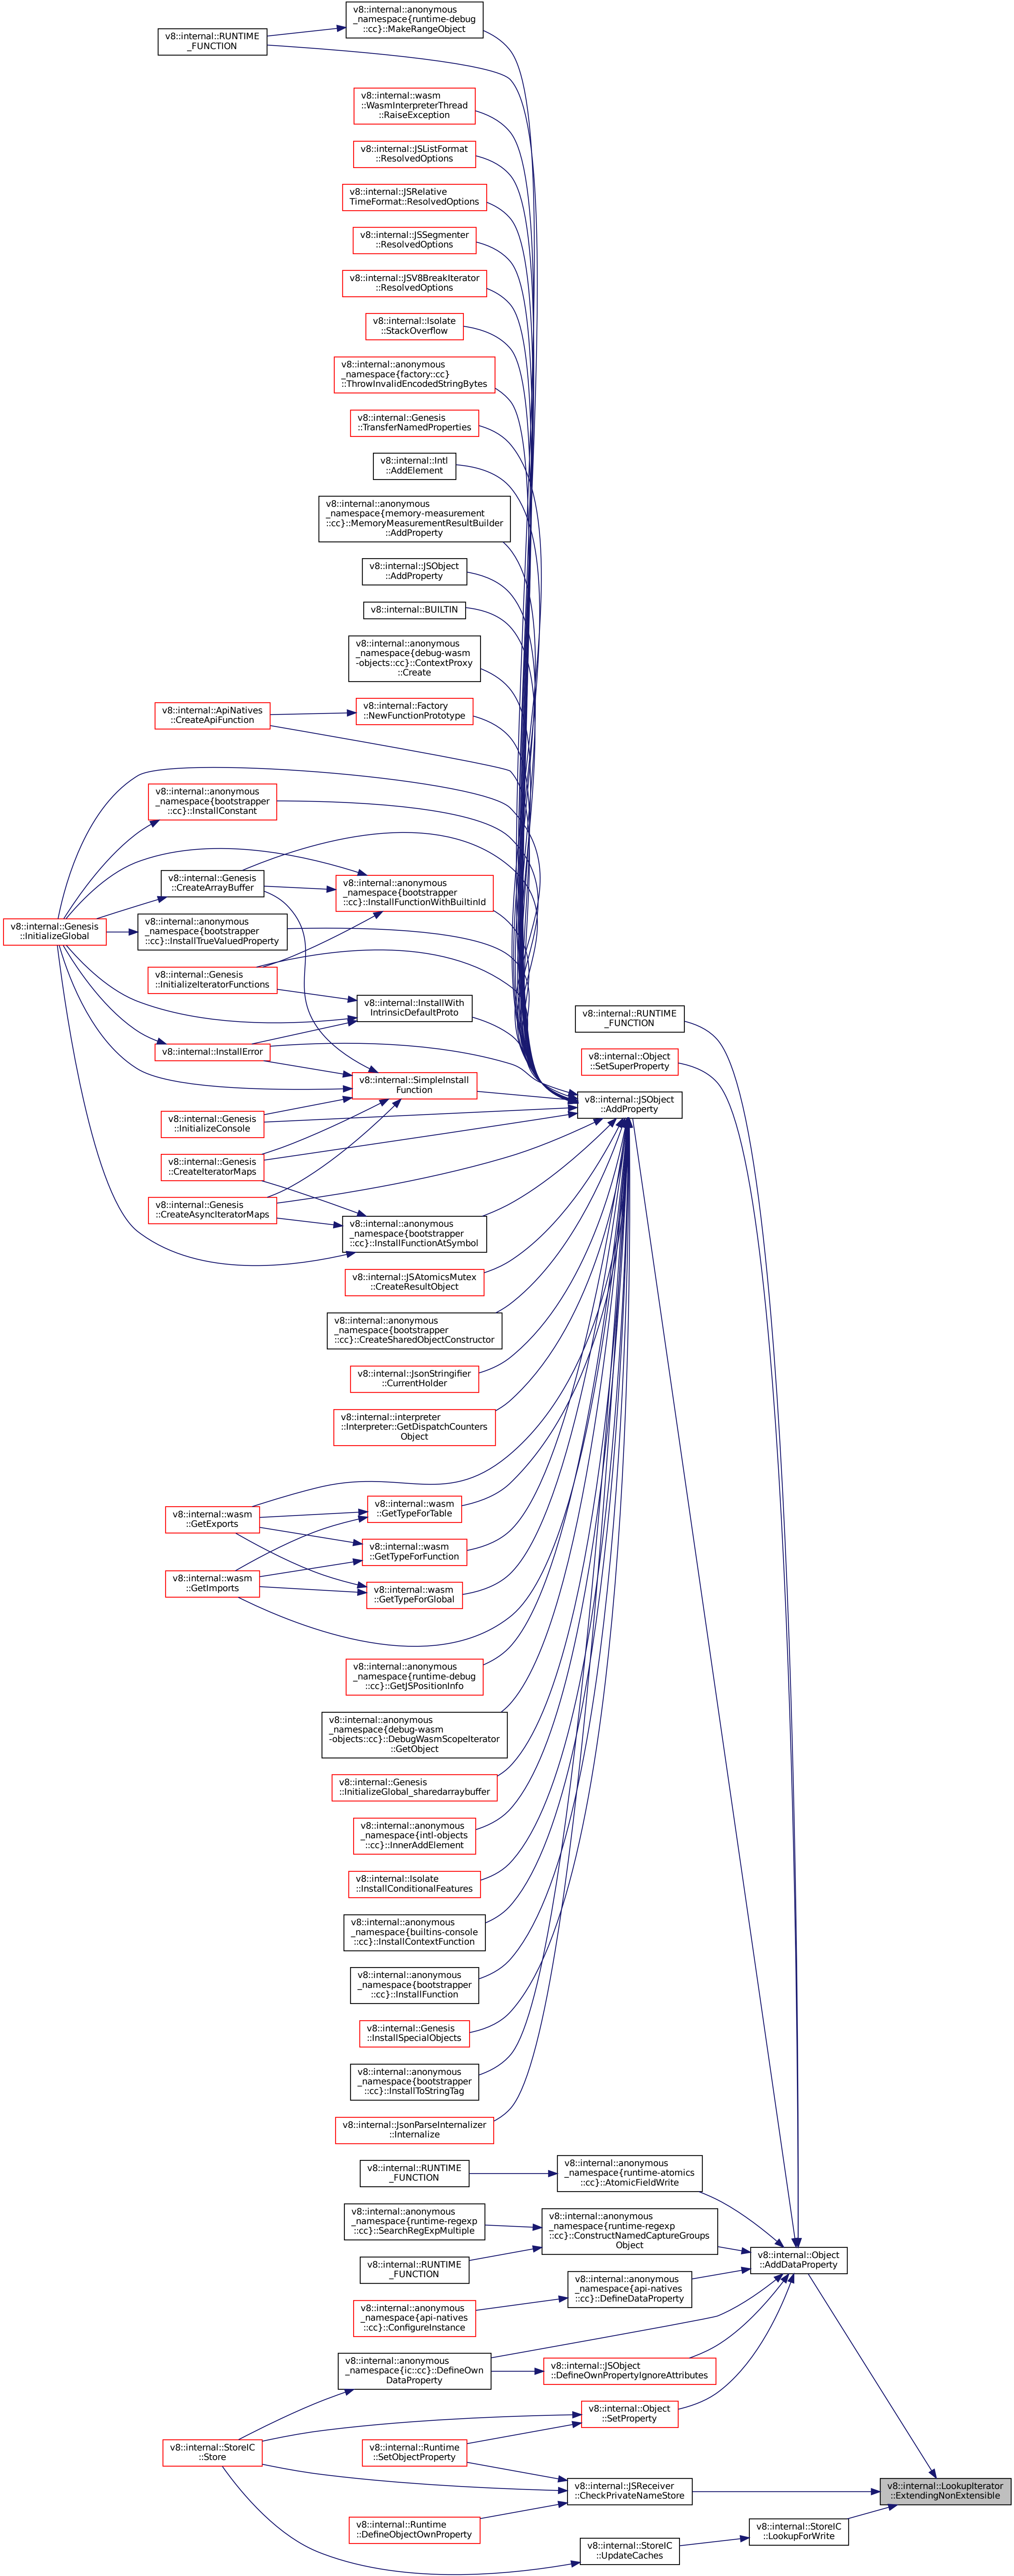 v8::internal::anonymous
_namespace{runtime-debug
::cc}::MakeRangeObject
v8::internal::RUNTIME
_FUNCTION
v8::internal::wasm
::WasmInterpreterThread
::RaiseException
v8::internal::JSListFormat
::ResolvedOptions
v8::internal::JSRelative
TimeFormat::ResolvedOptions
v8::internal::JSSegmenter
::ResolvedOptions
v8::internal::JSV8BreakIterator
::ResolvedOptions
v8::internal::Isolate
::StackOverflow
v8::internal::anonymous
_namespace{factory::cc}
::ThrowInvalidEncodedStringBytes
v8::internal::Genesis
::TransferNamedProperties
v8::internal::Intl
::AddElement
v8::internal::anonymous
_namespace{memory-measurement
::cc}::MemoryMeasurementResultBuilder
::AddProperty
v8::internal::JSObject
::AddProperty
v8::internal::BUILTIN
v8::internal::anonymous
_namespace{debug-wasm
-objects::cc}::ContextProxy
::Create
v8::internal::Factory
::NewFunctionPrototype
v8::internal::ApiNatives
::CreateApiFunction
v8::internal::anonymous
_namespace{bootstrapper
::cc}::InstallConstant
v8::internal::Genesis
::CreateArrayBuffer
v8::internal::anonymous
_namespace{bootstrapper
::cc}::InstallFunctionWithBuiltinId
v8::internal::Genesis
::InitializeGlobal
v8::internal::anonymous
_namespace{bootstrapper
::cc}::InstallTrueValuedProperty
v8::internal::Genesis
::InitializeIteratorFunctions
v8::internal::InstallWith
IntrinsicDefaultProto
v8::internal::RUNTIME
_FUNCTION
v8::internal::InstallError
v8::internal::Object
::SetSuperProperty
v8::internal::SimpleInstall
Function
v8::internal::JSObject
::AddProperty
v8::internal::Genesis
::InitializeConsole
v8::internal::Genesis
::CreateIteratorMaps
v8::internal::Genesis
::CreateAsyncIteratorMaps
v8::internal::anonymous
_namespace{bootstrapper
::cc}::InstallFunctionAtSymbol
v8::internal::JSAtomicsMutex
::CreateResultObject
v8::internal::anonymous
_namespace{bootstrapper
::cc}::CreateSharedObjectConstructor
v8::internal::JsonStringifier
::CurrentHolder
v8::internal::interpreter
::Interpreter::GetDispatchCounters
Object
v8::internal::wasm
::GetTypeForTable
v8::internal::wasm
::GetExports
v8::internal::wasm
::GetTypeForFunction
v8::internal::wasm
::GetImports
v8::internal::wasm
::GetTypeForGlobal
v8::internal::anonymous
_namespace{runtime-debug
::cc}::GetJSPositionInfo
v8::internal::anonymous
_namespace{debug-wasm
-objects::cc}::DebugWasmScopeIterator
::GetObject
v8::internal::Genesis
::InitializeGlobal_sharedarraybuffer
v8::internal::anonymous
_namespace{intl-objects
::cc}::InnerAddElement
v8::internal::Isolate
::InstallConditionalFeatures
v8::internal::anonymous
_namespace{builtins-console
::cc}::InstallContextFunction
v8::internal::anonymous
_namespace{bootstrapper
::cc}::InstallFunction
v8::internal::Genesis
::InstallSpecialObjects
v8::internal::anonymous
_namespace{bootstrapper
::cc}::InstallToStringTag
v8::internal::JsonParseInternalizer
::Internalize
v8::internal::RUNTIME
_FUNCTION
v8::internal::anonymous
_namespace{runtime-atomics
::cc}::AtomicFieldWrite
v8::internal::anonymous
_namespace{runtime-regexp
::cc}::SearchRegExpMultiple
v8::internal::anonymous
_namespace{runtime-regexp
::cc}::ConstructNamedCaptureGroups
Object
v8::internal::RUNTIME
_FUNCTION
v8::internal::Object
::AddDataProperty
v8::internal::anonymous
_namespace{api-natives
::cc}::DefineDataProperty
v8::internal::anonymous
_namespace{api-natives
::cc}::ConfigureInstance
v8::internal::anonymous
_namespace{ic::cc}::DefineOwn
DataProperty
v8::internal::JSObject
::DefineOwnPropertyIgnoreAttributes
v8::internal::Object
::SetProperty
v8::internal::StoreIC
::Store
v8::internal::Runtime
::SetObjectProperty
v8::internal::JSReceiver
::CheckPrivateNameStore
v8::internal::LookupIterator
::ExtendingNonExtensible
v8::internal::Runtime
::DefineObjectOwnProperty
v8::internal::StoreIC
::LookupForWrite
v8::internal::StoreIC
::UpdateCaches